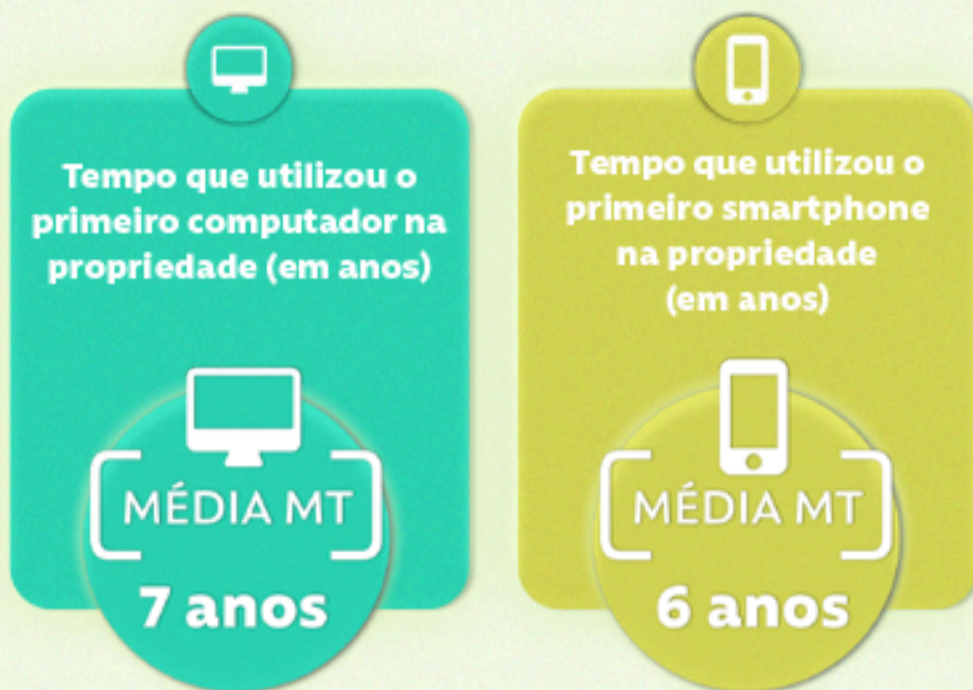 Tempo que utilizou o
primeiro computador na
propriedade (em anos)
MÉDIA MT
7 anos
Tempo que utilizou o
primeiro smartphone
na propriedade
(em anos)
MÉDIA MT
6 anos